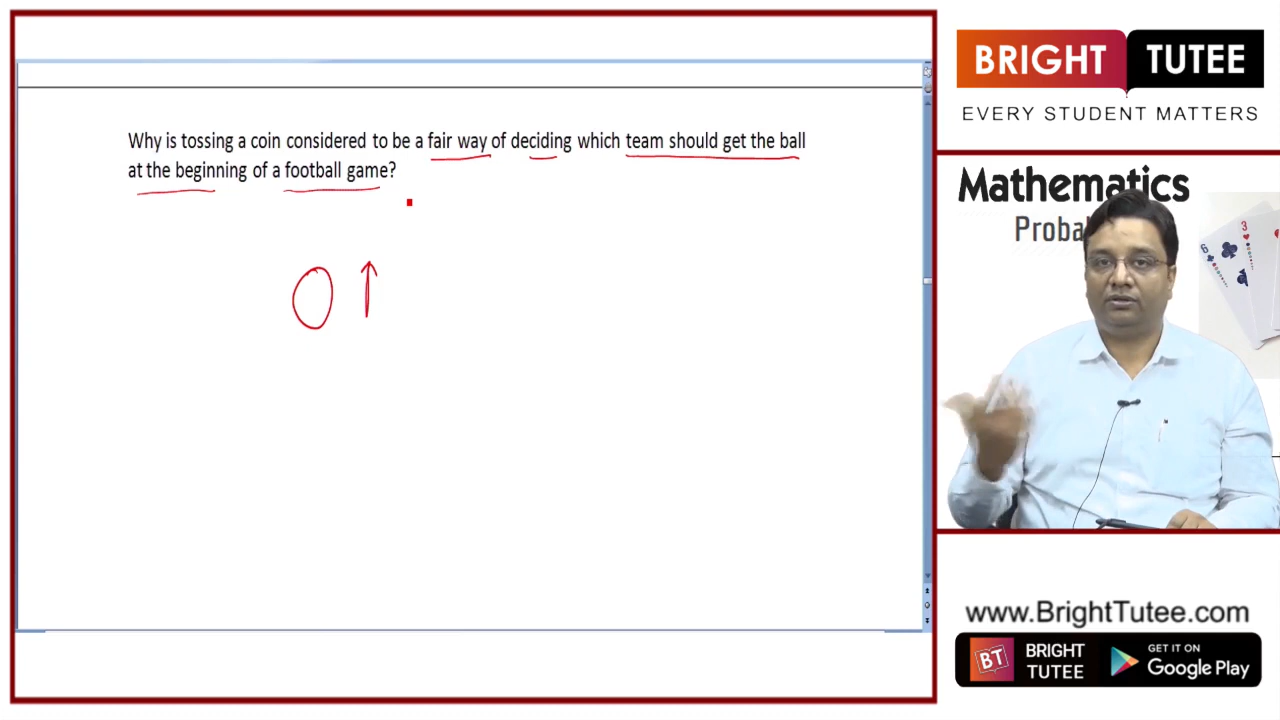 Why is tossing a coin considered to be a fair way of deciding which team should get the ball
at the beginning of a football game?
BRIGHT TUTEE
EVERY STUDENT MATTERS
Mathematics
www.BrightTutee.com
BT
BRIGHT
TUTEE
GET IT ON
Google Play
6
3